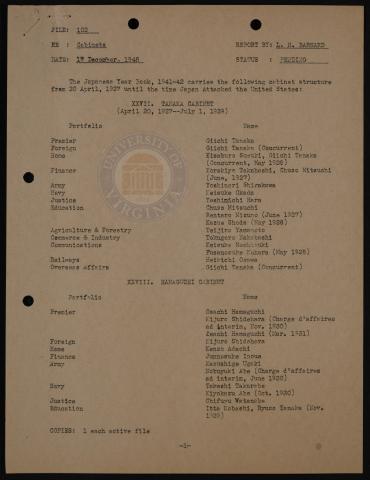 FILE: 102
RE : Cabinets REPORT BY: L. H. BARNARD
DATE: 17 December, 1945 STATUS : PENDING
The Japanese Year Book, 1941-42 carries the following cabinet structure
from 20 April, 1927 until the time Japan Attacked the United States:
XXVII. TANAKA CABINET
(April 20, 1927--July 1, 1929)
Portfolio Name
Premier Giichi Tanaka
Foreign Giichi Tanaka (Concurrent)
Home Kisaburo Suzuki, Giichi Tanaka
(Concurrent, May 1928)
Finance Korekiyo Takahashi, Chuzo Mitsuchi
(June, 1927)
Army Yoshinori Shirakawa
Navy Keisuke Okada
Justice Yoshimichi Hara
Education Chuzo Mitsuchi
Rentaro Mizuno (June 1927)
Kazue Shoda (May 1928)
Agriculture & Forestry Teijiro Yamamoto
Commerce & Industry Tokugoro Nakahashi
Communications Keisuke Mochizuki
Fusanosuke Kuhara (May 1928)
Railways Heikichi Ogawa
Overseas Affairs Giichi Tanaka (Concurrent)
XXVIII. HAMAGUCHI CABINET
Portfolio Name
Premier Osachi Hamaguchi
Kijuro Shidehara (Charge d'affaires
ad interim, Nov. 1930)
Osachi Hamaguchi (Mar. 1931)
Foreign Kijuro Shidehara
Home Kenzo Adachi
Finance Junnosuke Inoue
Army Kazushige Ugaki
Nobuyuki Abe (Charge d'affaires
ad interim, June 1930)
Navy Takeshi Takarabe
Kiyokazu Abo (Oct. 1930)
Justice Chifuyu Watanabe
Education Itta Kobashi, Ryuzo Tanaka (Nov.
1929)
COPIES: 1 each active file
-1-
UNIVERSITY
VIRGINIA